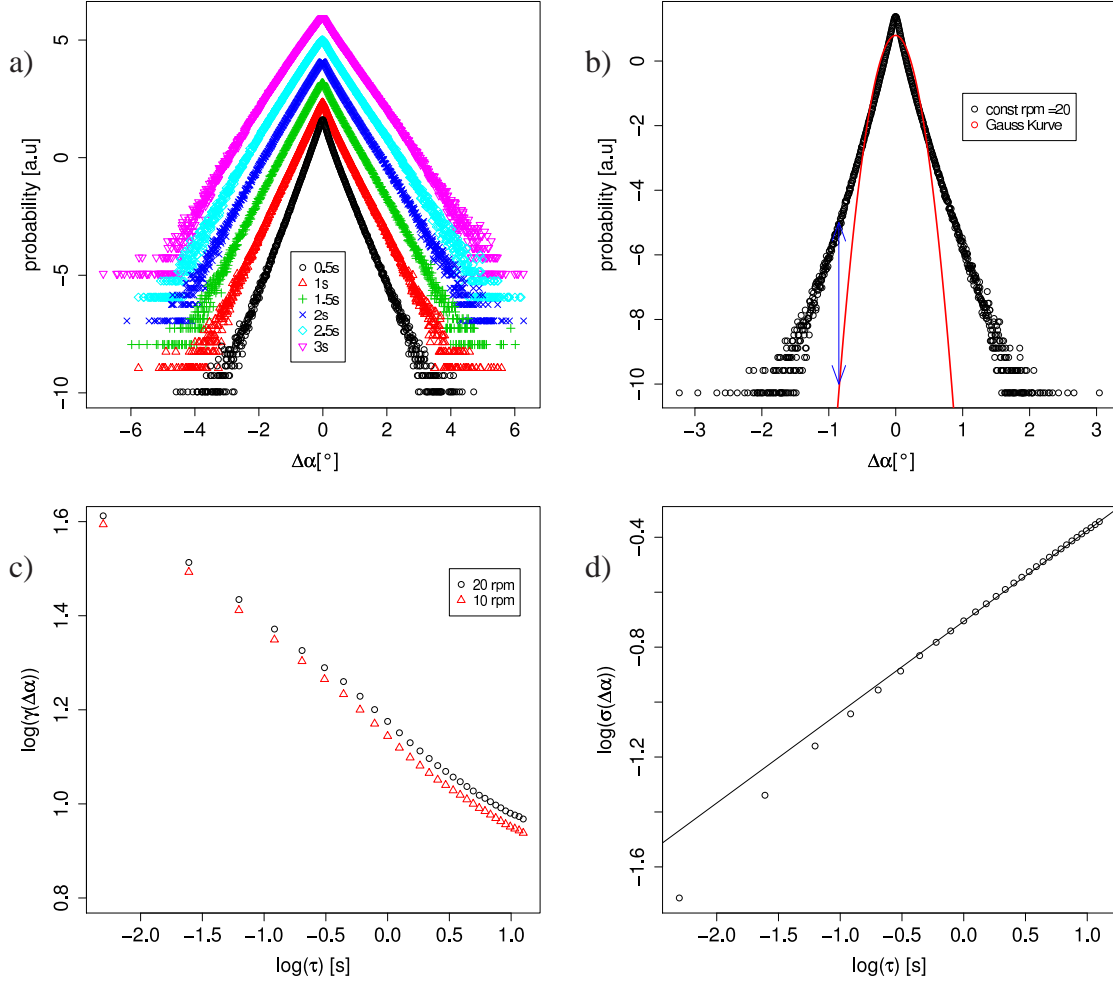 a)
probability [a.u]
5
0
−5
−10
0.5s
1s
1.5s
2s
2.5s
3s
−6 −4 −2 0 2 4 6
Δα[°]
b)
probability [a.u]
0
−2
−4
−6
−8
−10
const rpm =20
Gauss Kurve
−3 −2 −1 0 1 2 3
Δα[°]
c)
log(γ(Δα))
1.6
1.4
1.2
1.0
0.8
20 rpm
10 rpm
−2.0 −1.5 −1.0 −0.5 0.0 0.5 1.0
log(τ) [s]
d)
log(σ(Δα))
−0.4
−0.8
−1.2
−1.6
−2.0 −1.5 −1.0 −0.5 0.0 0.5 1.0
log(τ) [s]